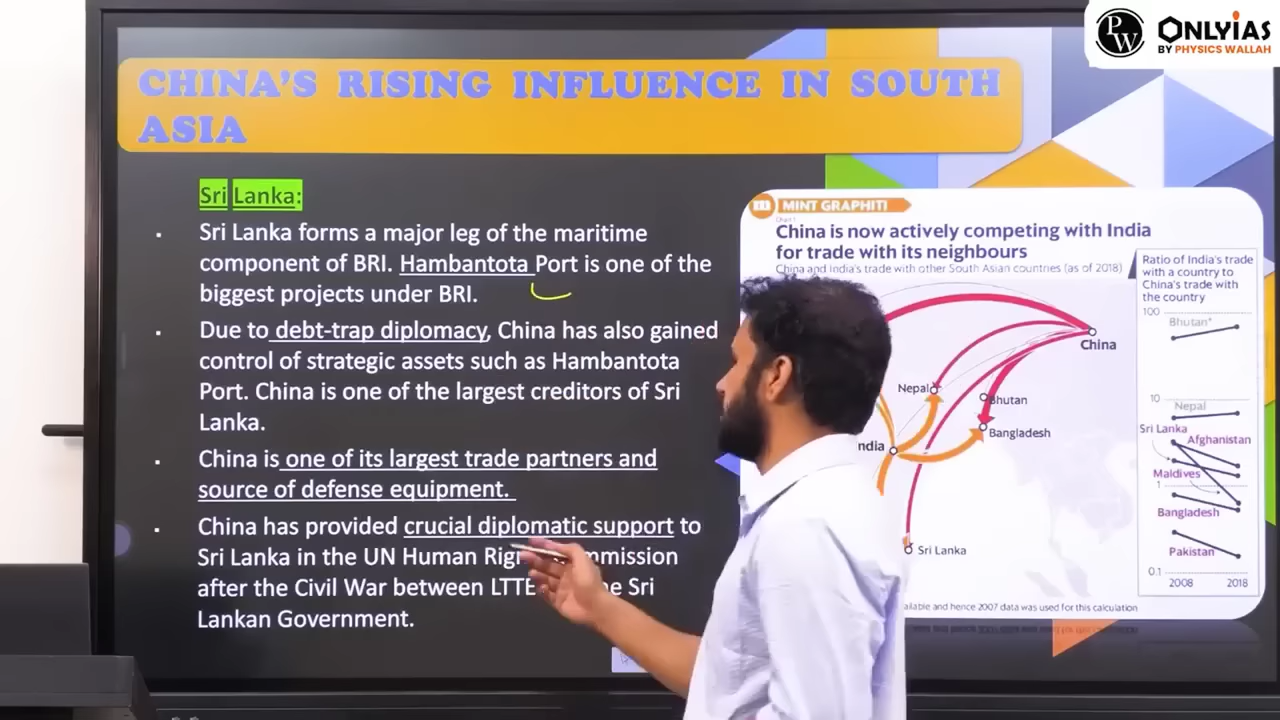 PW
ONLYIAS
BY PHYSICS WALLAH
CHINA'S RISING INFLUENCE IN SOUTH
ASIA
Sri Lanka:
Sri Lanka forms a major leg of the maritime
component of BRI. Hambantota Port is one of the
biggest projects under BRI.
Due to debt-trap diplomacy, China has also gained
control of strategic assets such as Hambantota
Port. China is one of the largest creditors of Sri
Lanka.
China is one of its largest trade partners and
source of defense equipment.
China has provided crucial diplomatic support to
Sri Lanka in the UN Human Rig mmission
after the Civil War between LTTE e Sri
Lankan Government.
MINT GRAPHITI
China is now actively competing with India
for trade with its neighbours
China and India's trade with other South Asian countries (as of 2018)
China
Nepal
Bhutan
Bangladesh
ndia
Sri Lanka
Ratio of India's trade
with a country to
China's trade with
the country
100
Bhutan*
10
Nepal
Sri Lanka
Afghanistan
Maldives
1
Bangladesh
Pakistan
0.1
2008 2018
ailable and hence 2007 data was used for this calculation